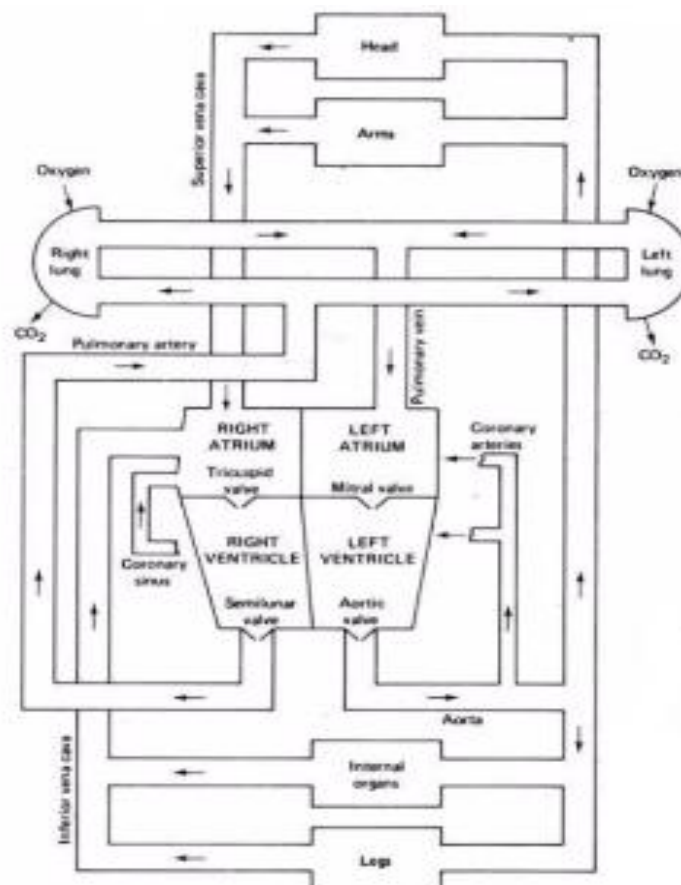 Head
Superior vena cava
Arms
Oxygen
Oxygen
Right
lung
Left
lung
CO2
CO2
Pulmonary artery
Pulmonary vein
RIGHT
ATRIUM
LEFT
ATRIUM
Coronary
arteries
Tricuspid
valve
Mitral valve
RIGHT
VENTRICLE
LEFT
VENTRICLE
Coronary
sinus
Semilunar
valve
Aortic
valve
Aorta
Inferior vena cava
Internal
organs
Legs